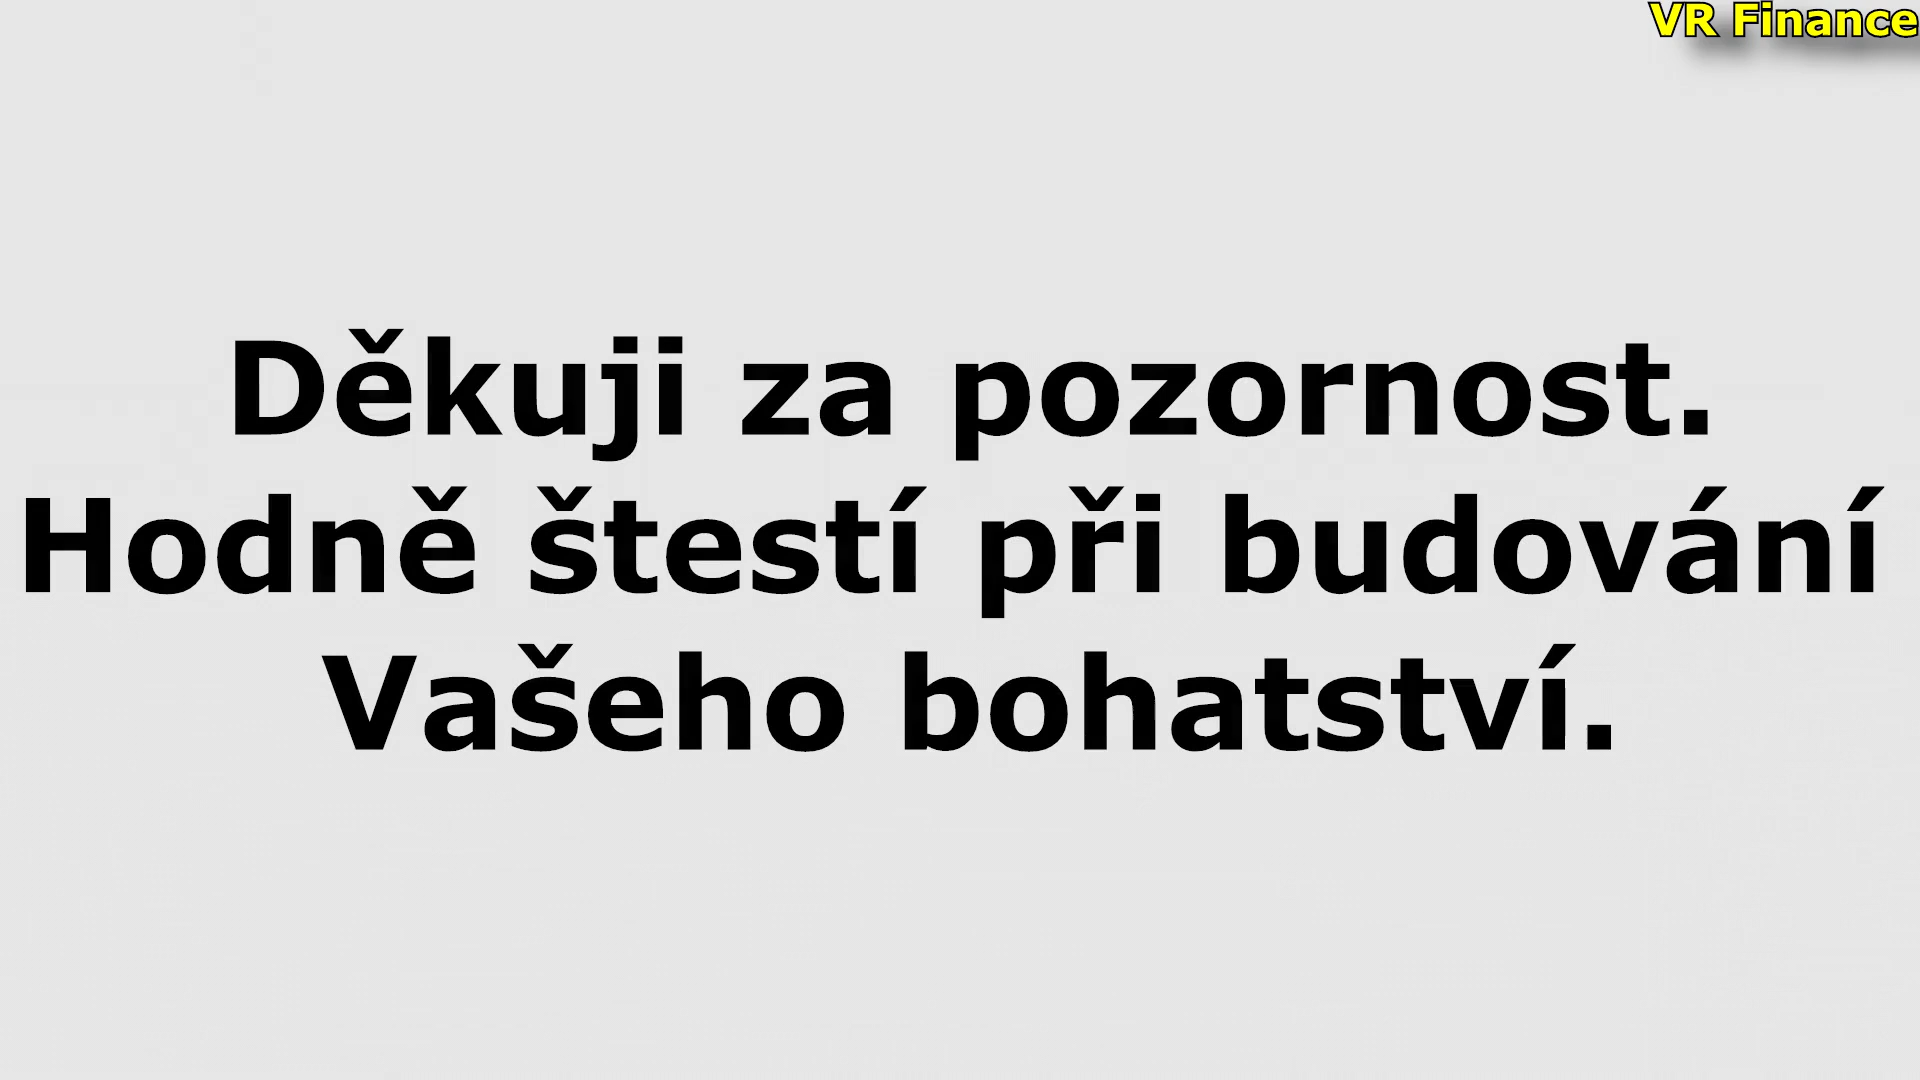 VR Finance
Děkuji za pozornost.
Hodně štestí při budování
Vašeho bohatství.